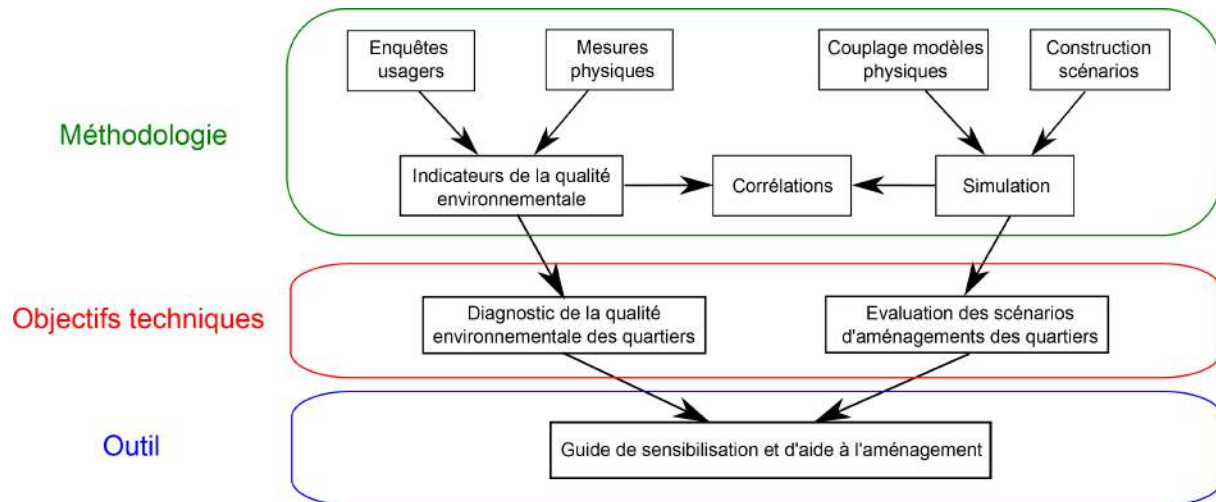 Enquêtes
usagers
Mesures
physiques
Couplage modèles
physiques
Construction
scénarios
Méthodologie
Indicateurs de la qualité
environnementale
Corrélations
Simulation
Objectifs techniques
Diagnostic de la qualité
environnementale des quartiers
Evaluation des scénarios
d'aménagements des quartiers
Outil
Guide de sensibilisation et d'aide à l'aménagement